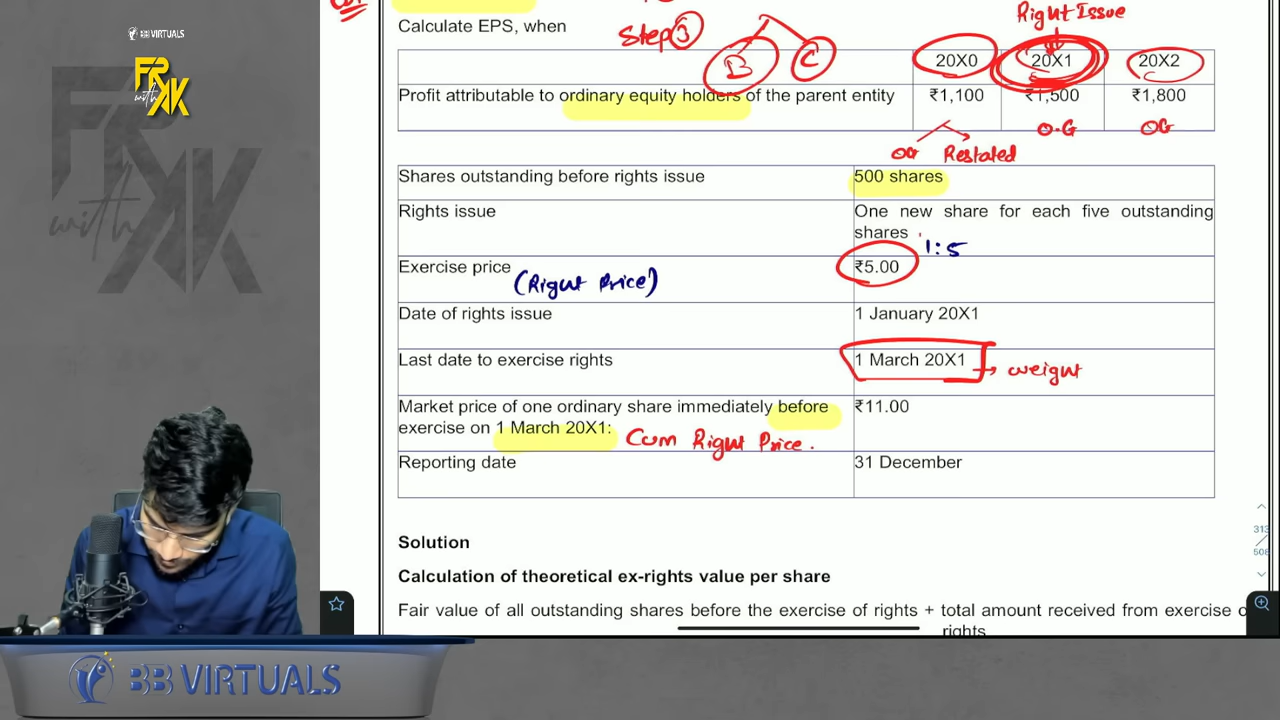 Right Issue
Calculate EPS, when
Step 3
B C
20X0 20X1 20X2
Profit attributable to ordinary equity holders of the parent entity ₹1,100 ₹1,500 ₹1,800
OG Restated O.G OG
Shares outstanding before rights issue 500 shares
Rights issue One new share for each five outstanding
shares 1:5
Exercise price (Right Price) ₹5.00
Date of rights issue 1 January 20X1
Last date to exercise rights 1 March 20X1 → weight
Market price of one ordinary share immediately before ₹11.00
exercise on 1 March 20X1: Cum Right Price.
Reporting date 31 December
Solution
Calculation of theoretical ex-rights value per share
Fair value of all outstanding shares before the exercise of rights + total amount received from exercise o
rights
313
508
BB VIRTUALS
FR
with
AK
FR
with
AK
BB VIRTUALS